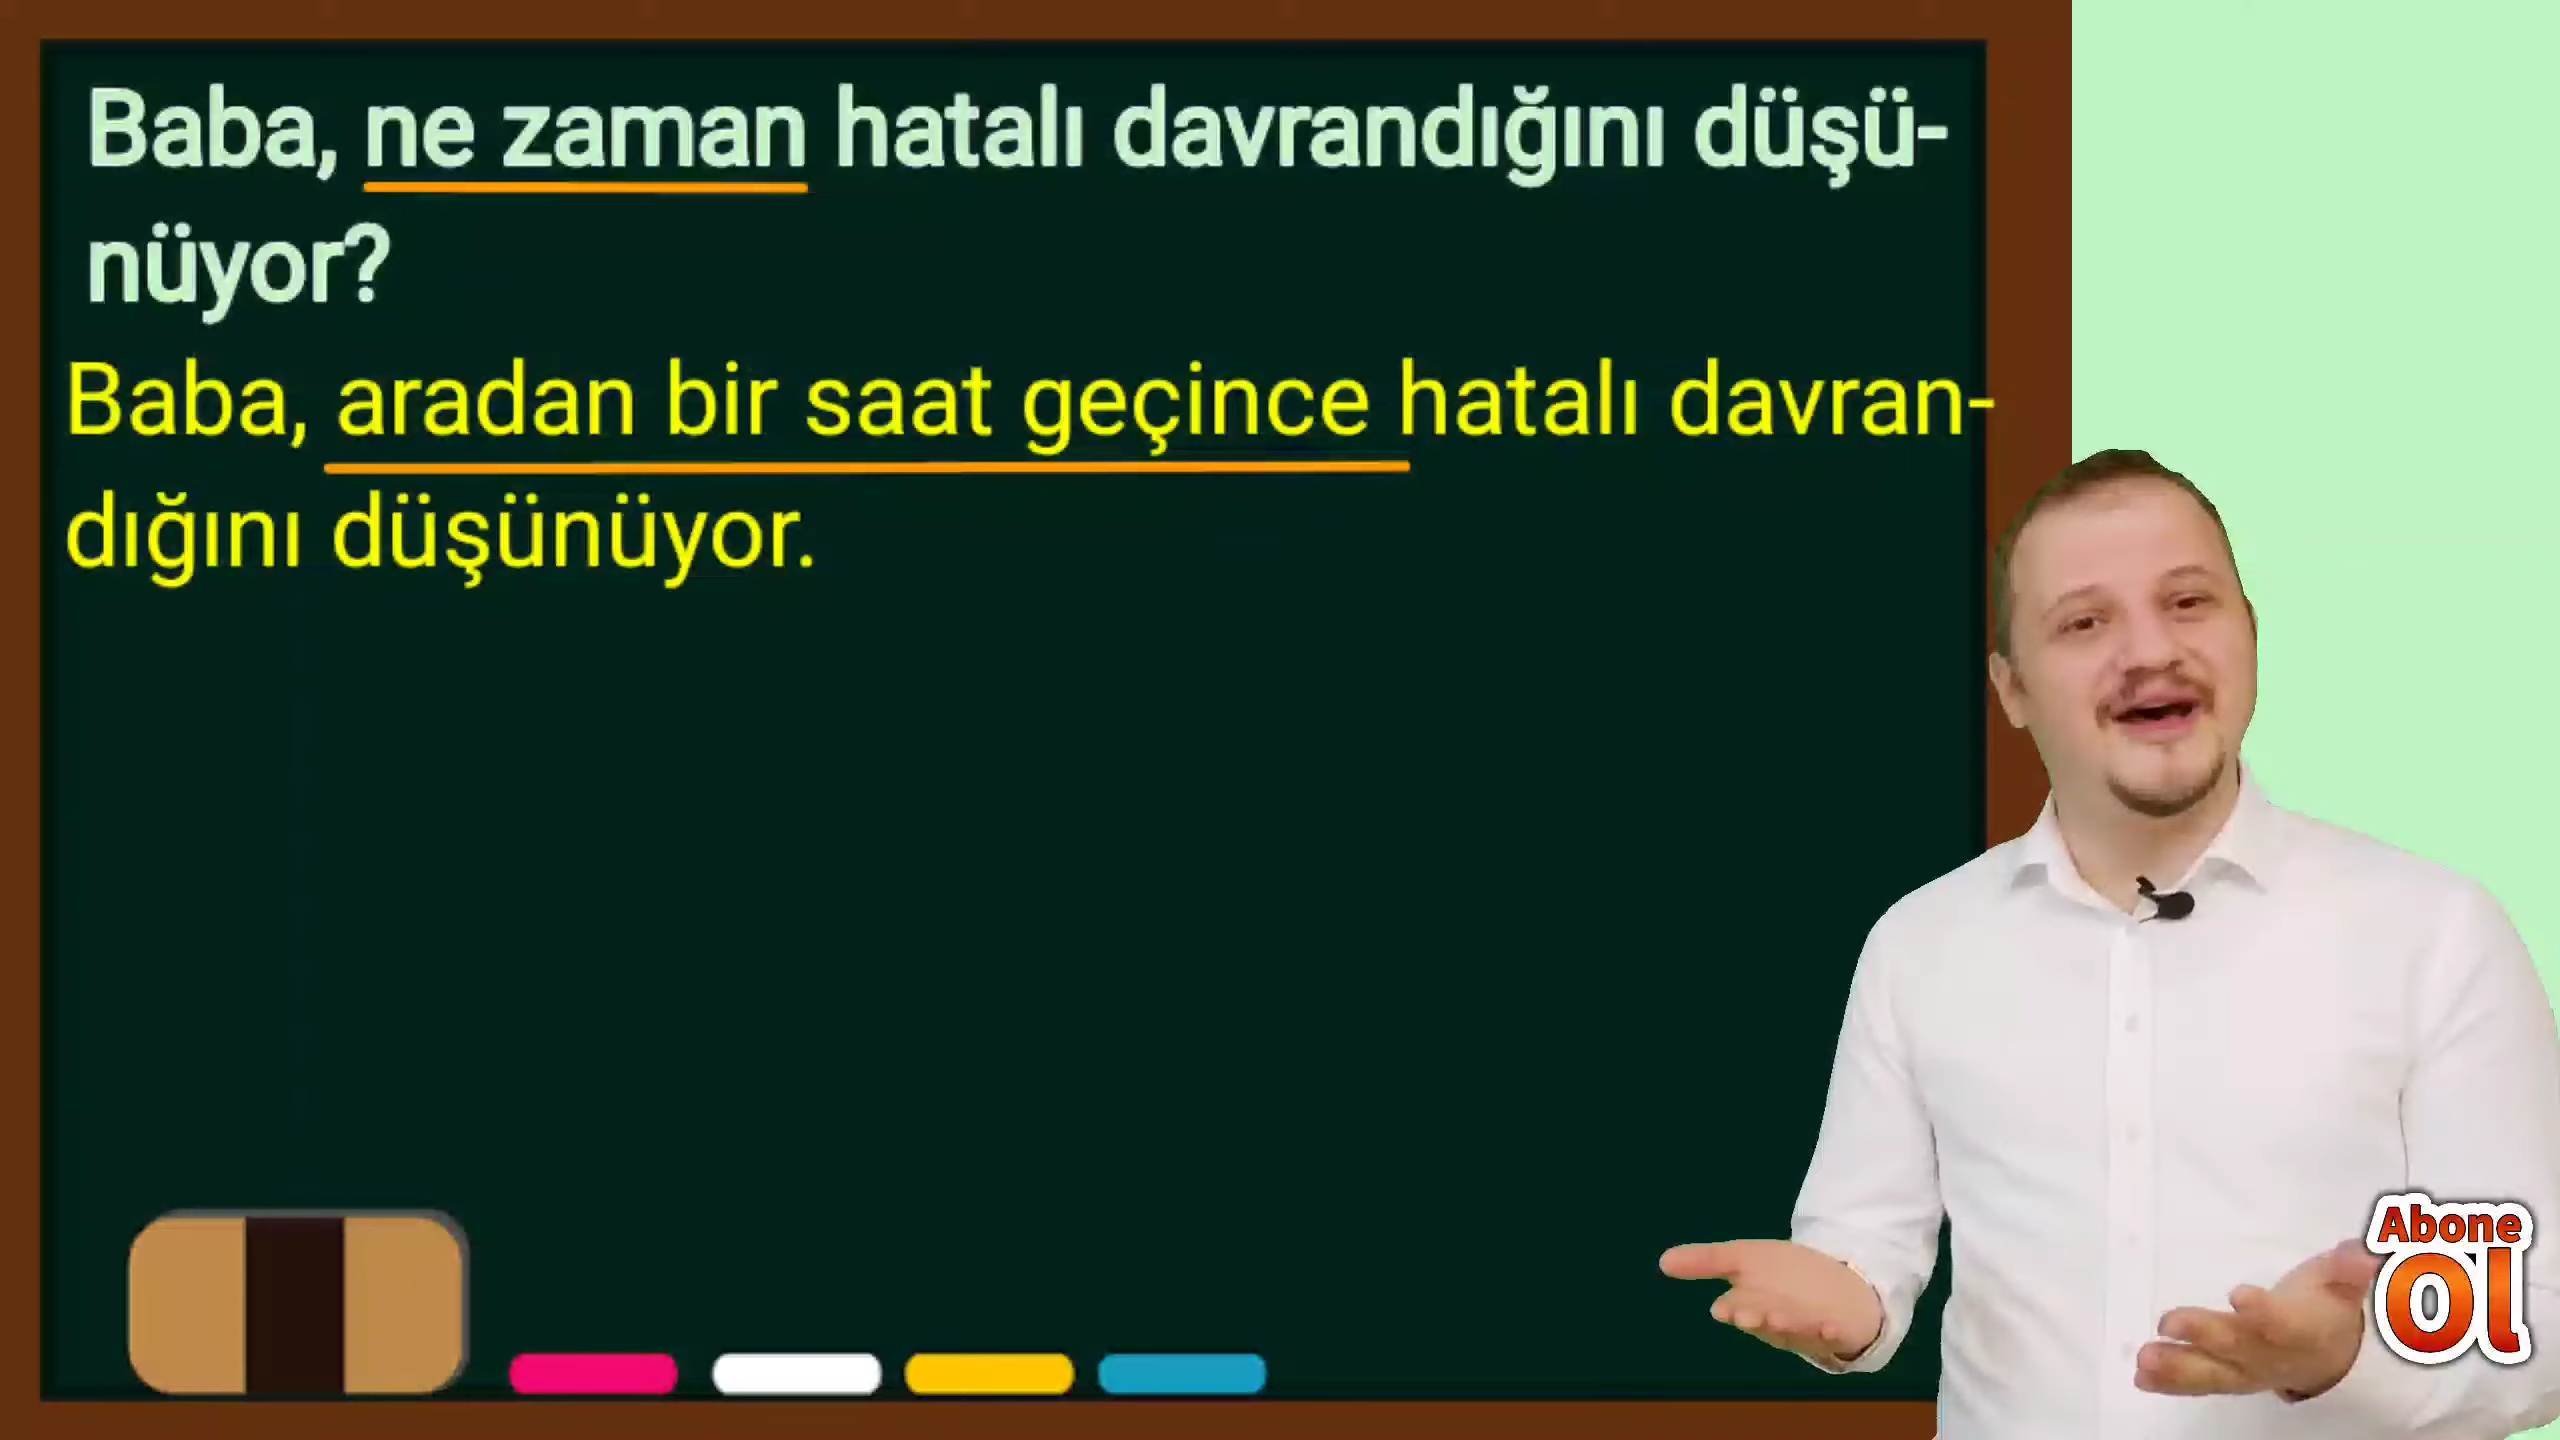 Baba, ne zaman hatalı davrandığını düşü-
nüyor?
Baba, aradan bir saat geçince hatalı davran-
dığını düşünüyor.
Abone
Ol